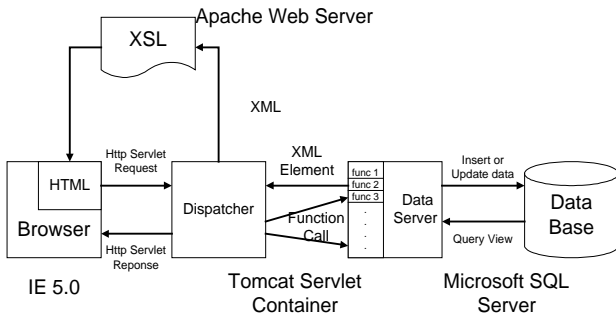 Apache Web Server
XSL
XML
Http Servlet
Request
XML
Element
func 1
func 2
func 3
.
.
.
.
Insert or
Update data
HTML
Browser
Dispatcher
Function
Call
Data
Server
Data
Base
Http Servlet
Reponse
Query View
IE 5.0
Tomcat Servlet
Container
Microsoft SQL
Server